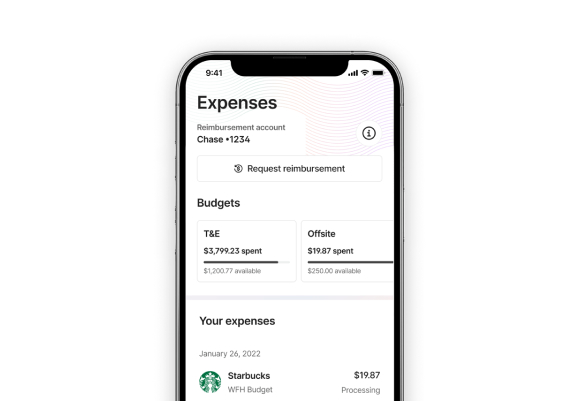 9:41
Expenses
Reimbursement account
Chase •1234
Request reimbursement
Budgets
T&E
$3,799.23 spent
$1,200.77 available
Offsite
$19.87 spent
$250.00 available
Your expenses
January 26, 2022
Starbucks
$19.87
WFH Budget
Processing